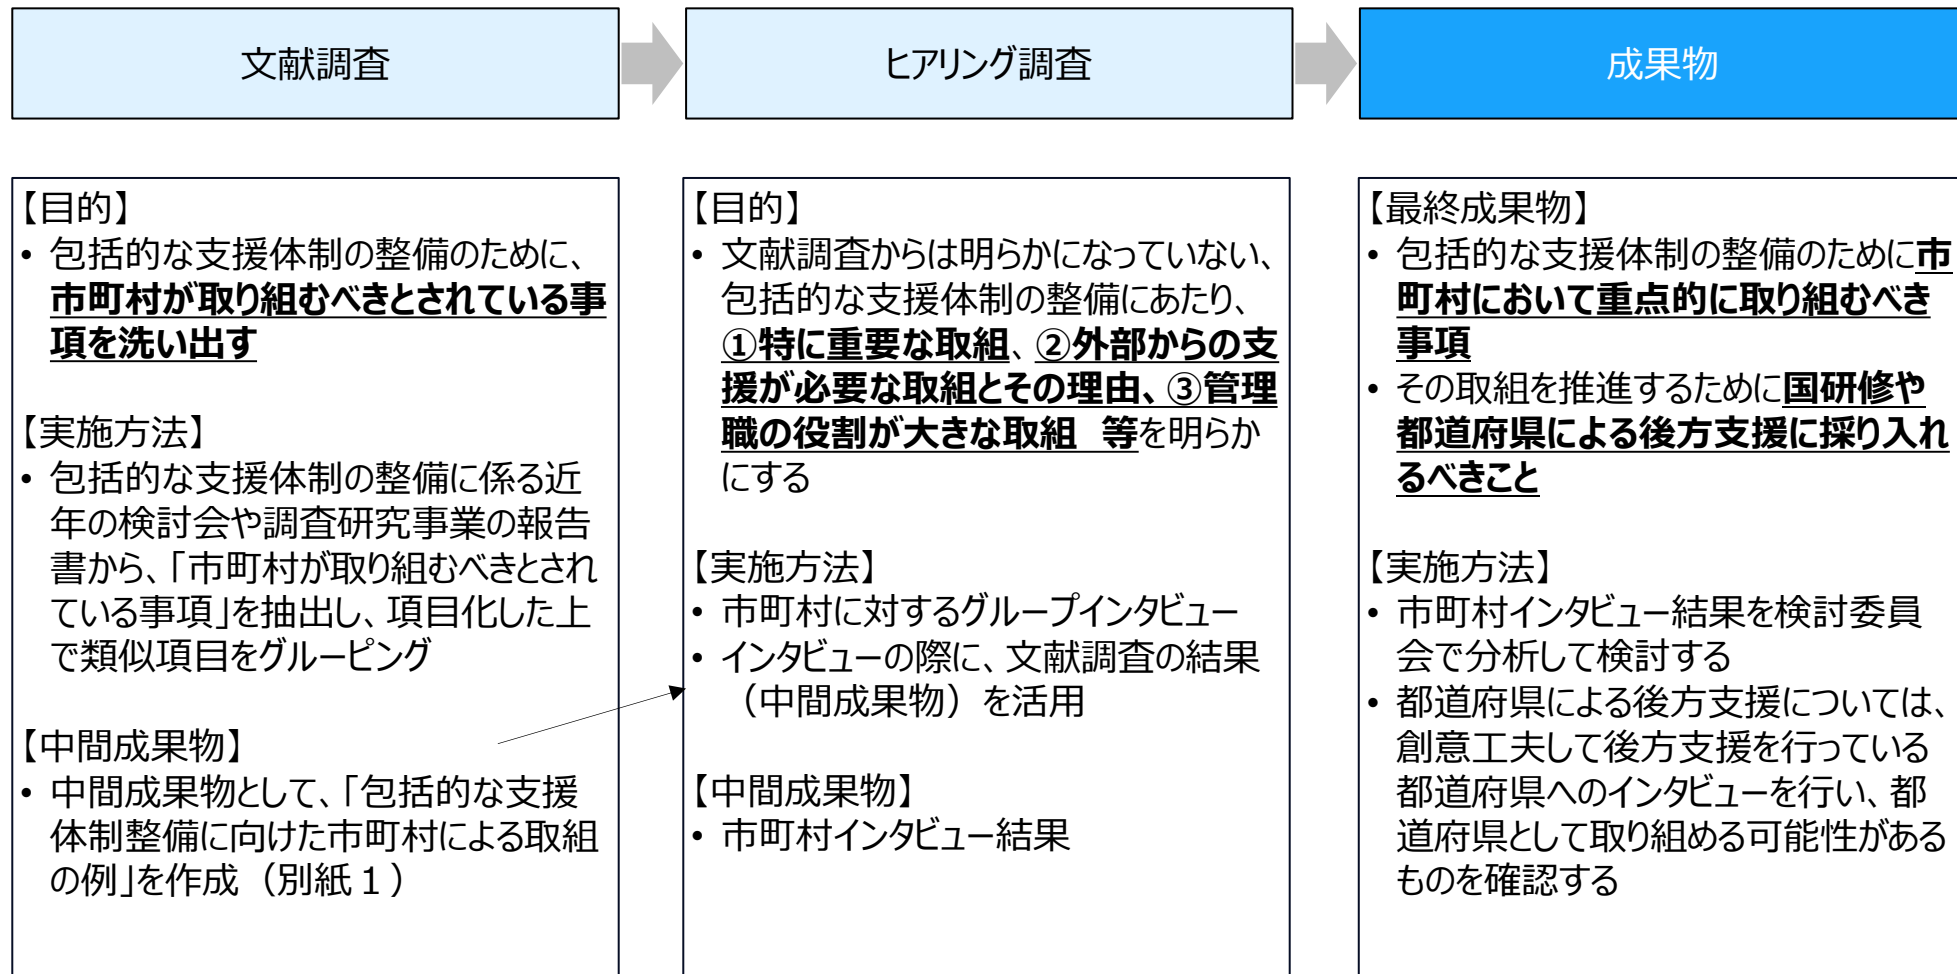 文献調査
ヒアリング調査
成果物
【目的】
• 包括的な支援体制の整備のために、
市町村が取り組むべきとされている事
項を洗い出す
【実施方法】
• 包括的な支援体制の整備に係る近
年の検討会や調査研究事業の報告
書から、「市町村が取り組むべきとされ
ている事項」を抽出し、項目化した上
で類似項目をグルーピング
【中間成果物】
• 中間成果物として、「包括的な支援
体制整備に向けた市町村による取組
の例」を作成（別紙１）
【目的】
• 文献調査からは明らかになっていない、
包括的な支援体制の整備にあたり、
①特に重要な取組、②外部からの支
援が必要な取組とその理由、③管理
職の役割が大きな取組　等を明らか
にする
【実施方法】
• 市町村に対するグループインタビュー
• インタビューの際に、文献調査の結果
（中間成果物）を活用
【中間成果物】
• 市町村インタビュー結果
【最終成果物】
• 包括的な支援体制の整備のために市
町村において重点的に取り組むべき
事項
• その取組を推進するために国研修や
都道府県による後方支援に採り入れ
るべきこと
【実施方法】
• 市町村インタビュー結果を検討委員
会で分析して検討する
• 都道府県による後方支援については、
創意工夫して後方支援を行っている
都道府県へのインタビューを行い、都
道府県として取り組める可能性がある
ものを確認する